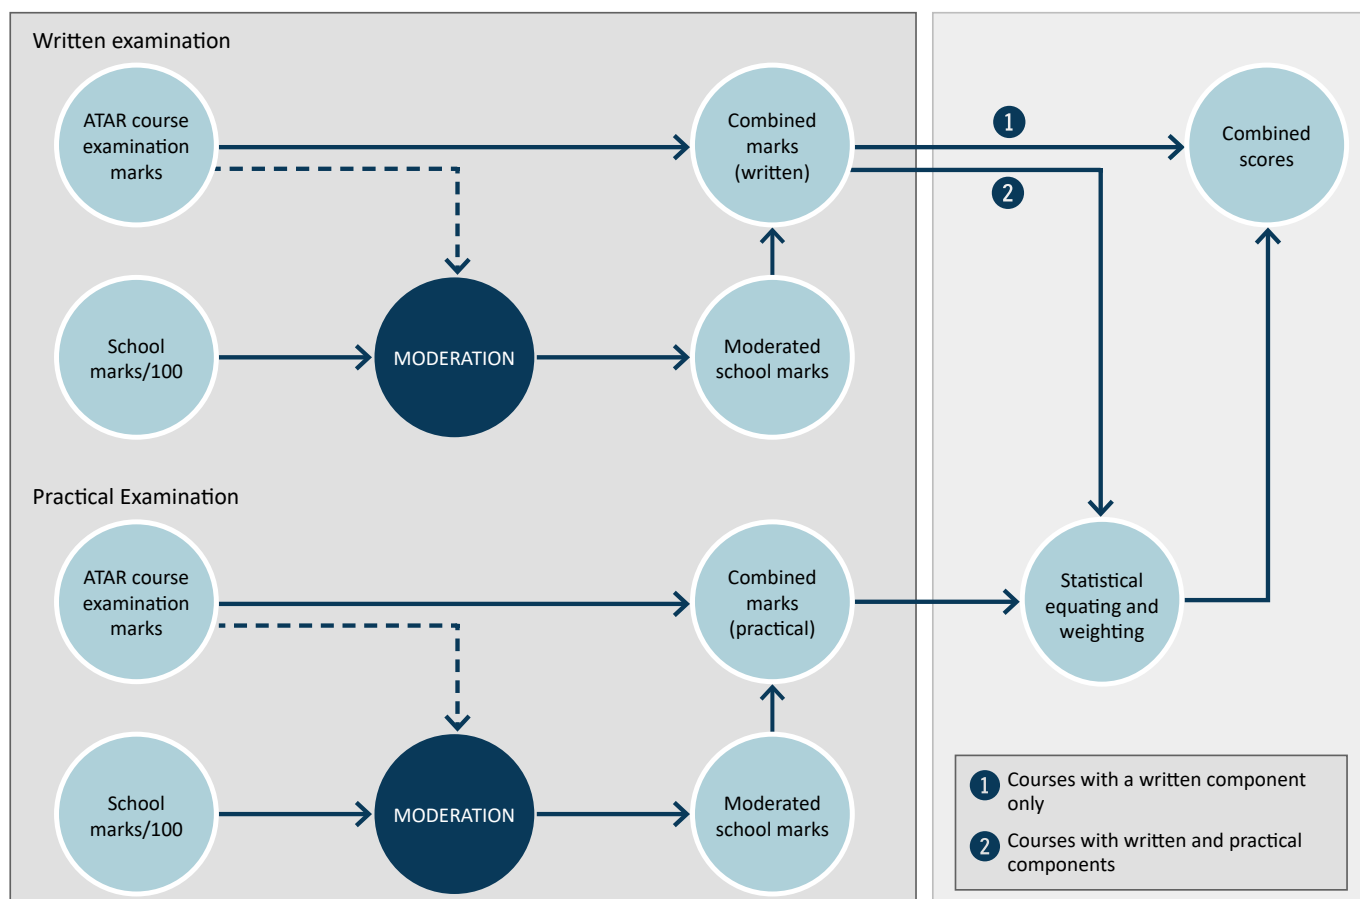 Written examination
ATAR course
examination
marks
Combined
marks
(written)
1
2
Combined
scores
School
marks/100
MODERATION
Moderated
school marks
Practical Examination
ATAR course
examination
marks
Combined
marks
(practical)
Statistical
equating and
weighting
School
marks/100
MODERATION
Moderated
school marks
1 Courses with a written component
only
2 Courses with written and practical
components